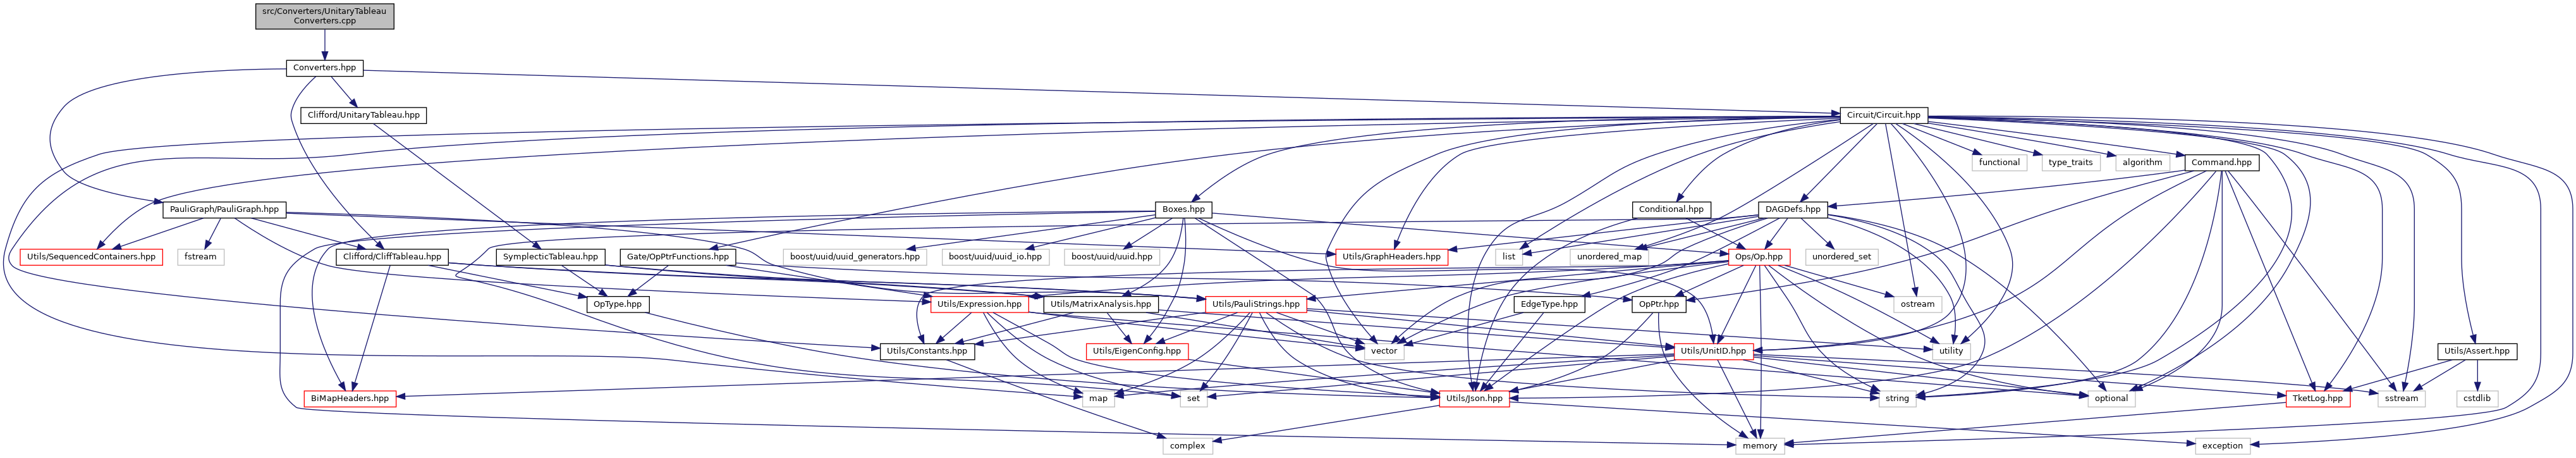 src/Converters/UnitaryTableau
Converters.cpp
Converters.hpp
Clifford/UnitaryTableau.hpp
Circuit/Circuit.hpp
functional
type_traits
algorithm
Command.hpp
PauliGraph/PauliGraph.hpp
Boxes.hpp
Conditional.hpp
DAGDefs.hpp
Utils/SequencedContainers.hpp
fstream
Clifford/CliffTableau.hpp
SymplecticTableau.hpp
Gate/OpPtrFunctions.hpp
boost/uuid/uuid_generators.hpp
boost/uuid/uuid_io.hpp
boost/uuid/uuid.hpp
Utils/GraphHeaders.hpp
list
unordered_map
Ops/Op.hpp
unordered_set
OpType.hpp
Utils/Expression.hpp
Utils/MatrixAnalysis.hpp
Utils/PauliStrings.hpp
EdgeType.hpp
OpPtr.hpp
ostream
Utils/Constants.hpp
Utils/EigenConfig.hpp
vector
Utils/UnitID.hpp
utility
Utils/Assert.hpp
BiMapHeaders.hpp
map
set
Utils/Json.hpp
string
optional
TketLog.hpp
sstream
cstdlib
complex
memory
exception